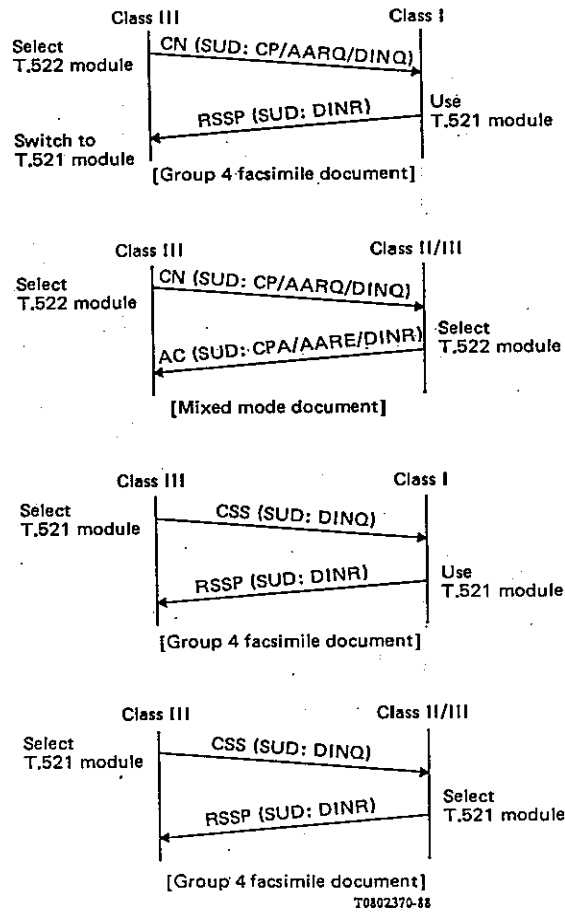 Class III
Class I
Select
T.522 module
CN (SUD: CP/AARQ/DINQ)
RSSP (SUD: DINR)
Use
T.521 module
Switch to
T.521 module
[Group 4 facsimile document]
Class III
Class II/III
Select
T.522 module
CN (SUD: CP/AARQ/DINQ)
AC (SUD: CPA/AARE/DINR)
Select
T.522 module
[Mixed mode document]
Class III
Class I
Select
T.521 module
CSS (SUD: DINQ)
RSSP (SUD: DINR)
Use
T.521 module
[Group 4 facsimile document]
Class III
Class II/III
Select
T.521 module
CSS (SUD: DINQ)
RSSP (SUD: DINR)
Select
T.521 module
[Group 4 facsimile document]
T0802370-88